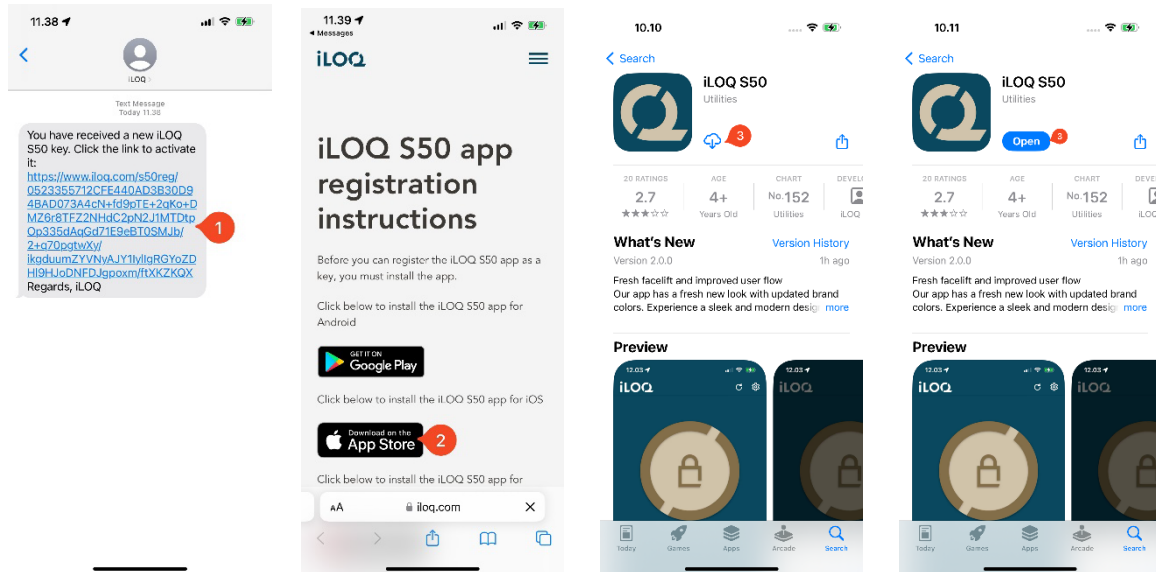 11.38
iLOQ
Text Message
Today 11.38
You have received a new iLOQ
S50 key. Click the link to activate
it:
https://www.iloq.com/s50reg/
0523355712CFE440AD3B30D9
4BAD073A4cN+fd9pTE+2qKo+D
MZ6r8TFZ2NHdC2pN2J1MTDtp
Op335dAqGd71E9eBT0SMJb/
2+q70pgtwXy/
ikgduumZYVNyAJY1IylIgRGYoZD
HI9HJoDNFDJgpoxm/ftXKZKQX
Regards, iLOQ
1
11.39
Messages
iLOQ
iLOQ S50 app
registration
instructions
Before you can register the iLOQ S50 app as a
key, you must install the app.
Click below to install the iLOQ S50 app for
Android
GET IT ON
Google Play
Click below to install the iLOQ S50 app for iOS
Download on the
App Store
2
Click below to install the iLOQ S50 app for
AA
iloq.com
10.10
Search
iLOQ S50
Utilities
3
20 RATINGS
AGE
CHART
DEVEL
2.7
4+
No.152
Years Old
Utilities
iLOQ
What's New
Version History
Version 2.0.0
1h ago
Fresh facelift and improved user flow
Our app has a fresh new look with updated brand
colors. Experience a sleek and modern desig more
Preview
12.03
iLOQ
12.03
iLOQ
Today
Games
Apps
Arcade
Search
10.11
Search
iLOQ S50
Utilities
Open
3
20 RATINGS
AGE
CHART
DEVE
2.7
4+
No.152
Years Old
Utilities
iLOQ
What's New
Version History
Version 2.0.0
1h ago
Fresh facelift and improved user flow
Our app has a fresh new look with updated brand
colors. Experience a sleek and modern desig more
Preview
12.03
iLOQ
12.03
iLOQ
Today
Games
Apps
Arcade
Search